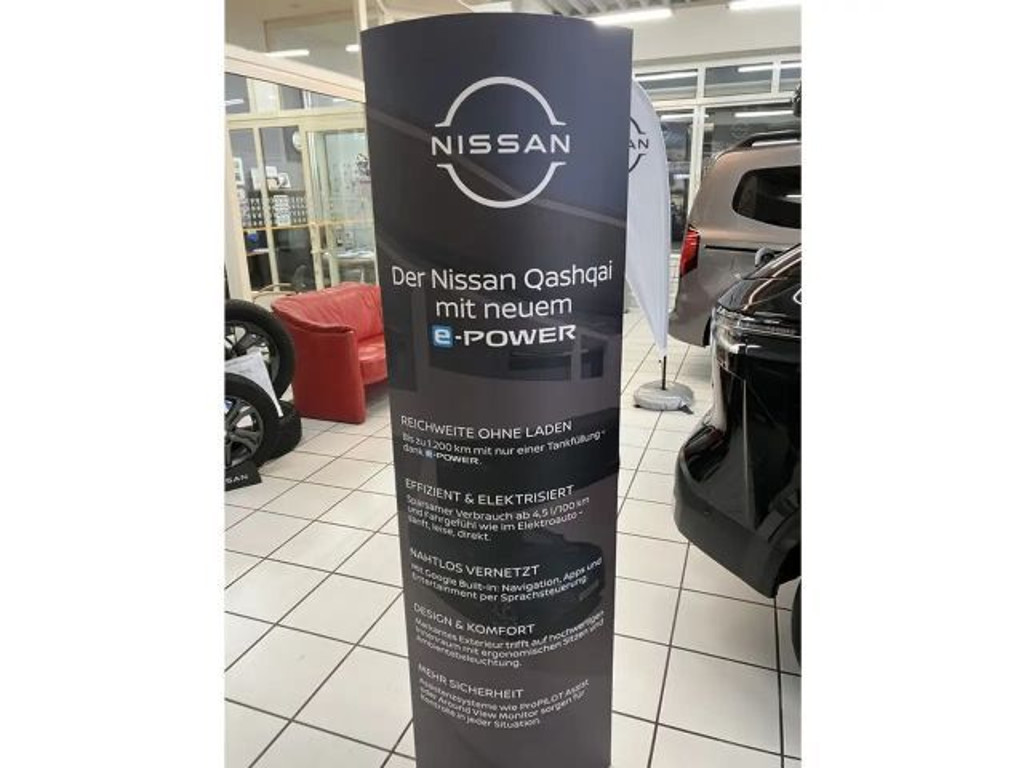 NISSAN
Der Nissan Qashqai
mit neuem
e-POWER
REICHWEITE OHNE LADEN
Bis zu 1.200 km mit nur einer Tankfüllung -
dank e-POWER.
EFFIZIENT & ELEKTRISIERT
Sparsamer Verbrauch ab 4,5 l/100 km
und Fahrgefühl wie im Elektroauto -
sanft, leise, direkt.
NAHTLOS VERNETZT
Mit Google Built-in: Navigation, Apps und
Entertainment per Sprachsteuerung.
DESIGN & KOMFORT
Markantes Exterieur trifft auf hochwertigen
Innenraum mit ergonomischen Sitzen und
Ambientebeleuchtung.
MEHR SICHERHEIT
Assistenzsysteme wie ProPILOT Assist
oder Around View Monitor sorgen für
Kontrolle in jeder Situation.
AN
SAN